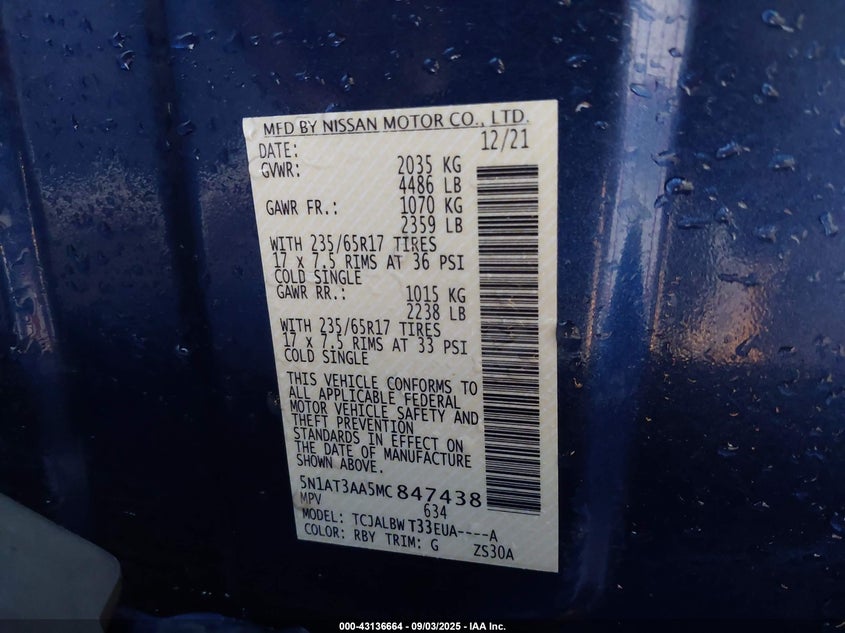 MFD BY NISSAN MOTOR CO., LTD.
DATE: 12/21
GVWR: 2035 KG
4486 LB
GAWR FR.: 1070 KG
2359 LB
WITH 235/65R17 TIRES
17 x 7.5 RIMS AT 36 PSI
COLD SINGLE
GAWR RR.: 1015 KG
2238 LB
WITH 235/65R17 TIRES
17 x 7.5 RIMS AT 33 PSI
COLD SINGLE
THIS VEHICLE CONFORMS TO
ALL APPLICABLE FEDERAL
MOTOR VEHICLE SAFETY AND
THEFT PREVENTION
STANDARDS IN EFFECT ON
THE DATE OF MANUFACTURE
SHOWN ABOVE.
5N1AT3AA5MC847438
MPV 634
MODEL: TCJALBWT33EUA----A
COLOR: RBY TRIM: G ZS30A
000-43136664 — 09/03/2025 — IAA Inc.